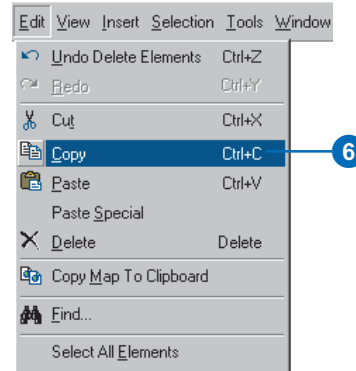 Edit View Insert Selection Tools Window
Undo Delete Elements Ctrl+Z
Redo Ctrl+Y
Cut Ctrl+X
Copy Ctrl+C 6
Paste Ctrl+V
Paste Special
Delete Delete
Copy Map To Clipboard
Find...
Select All Elements